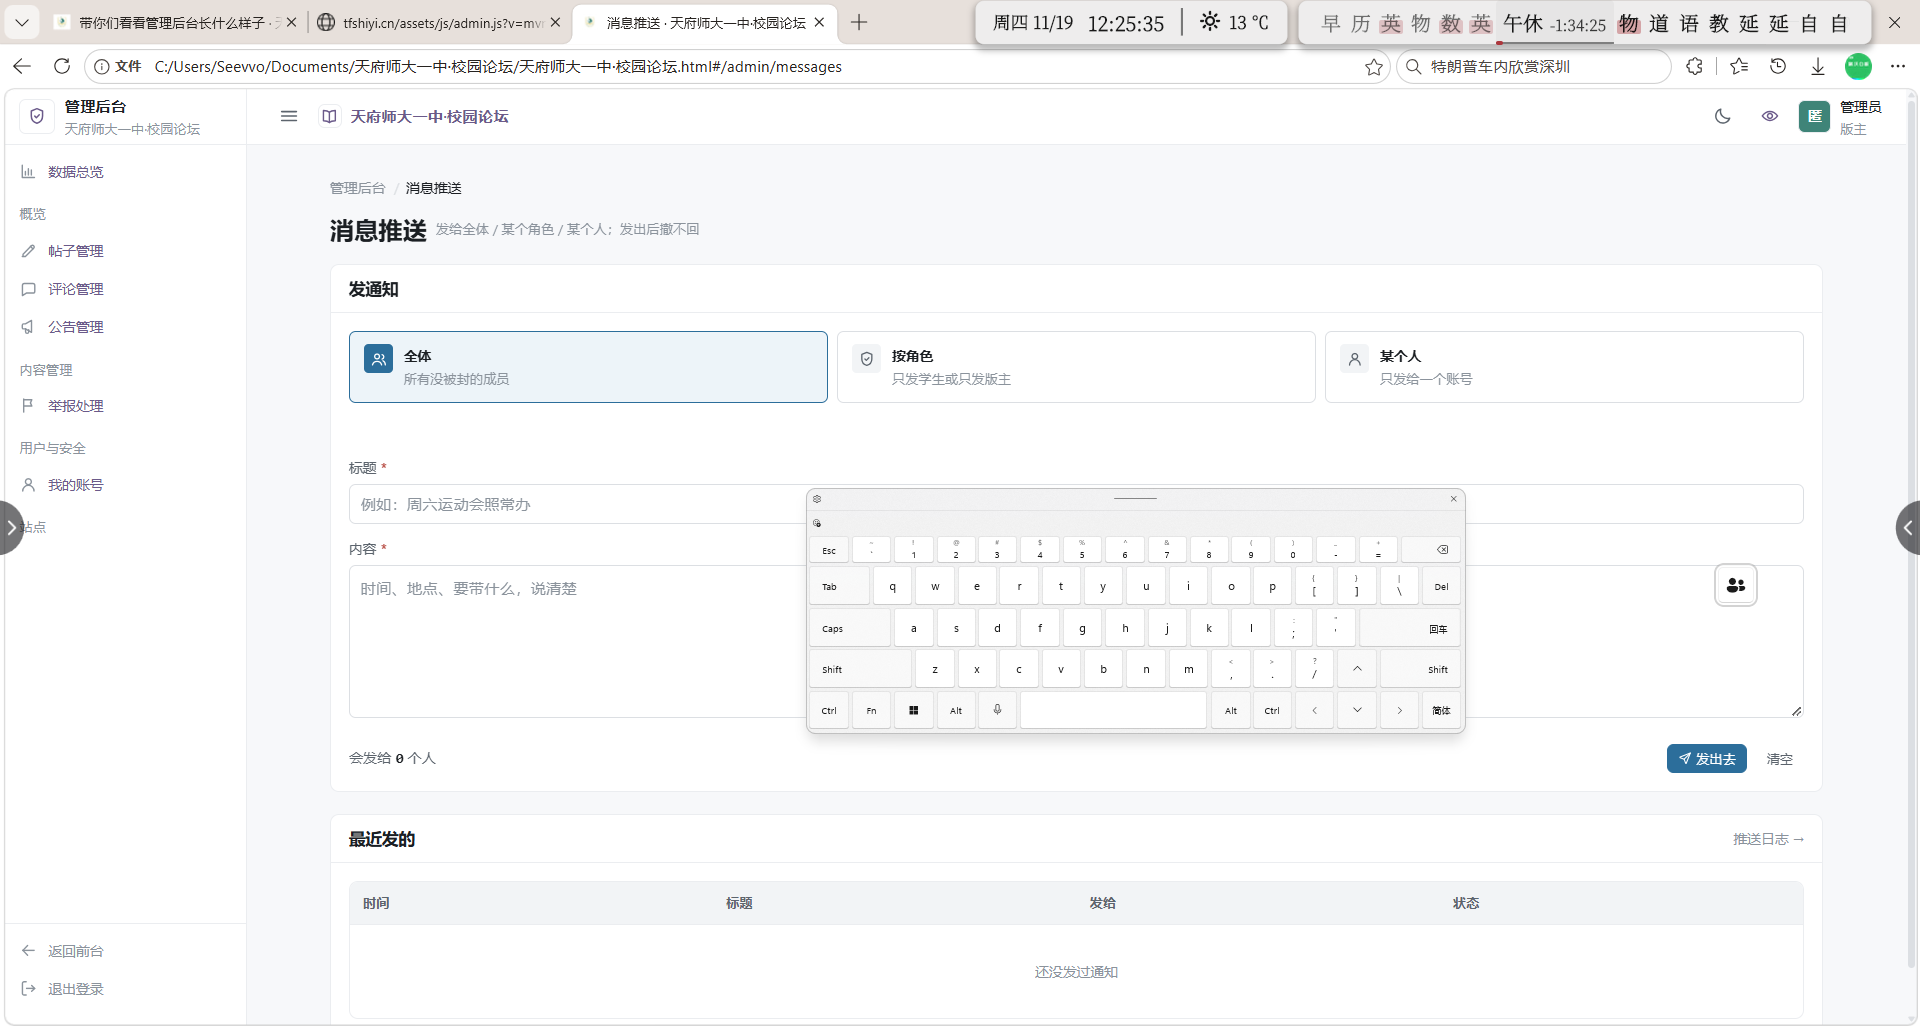 带你们看看管理后台长什么样子 ·
tfshiyi.cn/assets/js/admin.js?v=mv
消息推送 · 天府师大一中·校园论坛
周四 11/19 12:25:35 13 ℃
早 历 英 物 数 英 午休 -1:34:25 物 道 语 教 延 延 自 自
文件 C:/Users/Seevvo/Documents/天府师大一中·校园论坛/天府师大一中·校园论坛.html#/admin/messages
特朗普车内欣赏深圳
管理后台
天府师大一中·校园论坛
天府师大一中·校园论坛
匿
管理员
版主
数据总览
概览
帖子管理
评论管理
公告管理
内容管理
举报处理
用户与安全
我的账号
站点
返回前台
退出登录
管理后台 / 消息推送
消息推送 发给全体 / 某个角色 / 某个人；发出后撤不回
发通知
全体
所有没被封的成员
按角色
只发学生或只发版主
某个人
只发给一个账号
标题 *
例如：周六运动会照常办
内容 *
时间、地点、要带什么，说清楚
Esc ~ ` ! 1 @ 2 # 3 $ 4 % 5 ^ 6 & 7 * 8 ( 9 ) 0 _ - + =
Tab q w e r t y u i o p { [ } ] | \ Del
Caps a s d f g h j k l : ; " ' 回车
Shift z x c v b n m < , > . ? / Shift
Ctrl Fn Alt Alt Ctrl 简体
会发给 0 个人
发出去 清空
最近发的
推送日志 →
时间 标题 发给 状态
还没发过通知